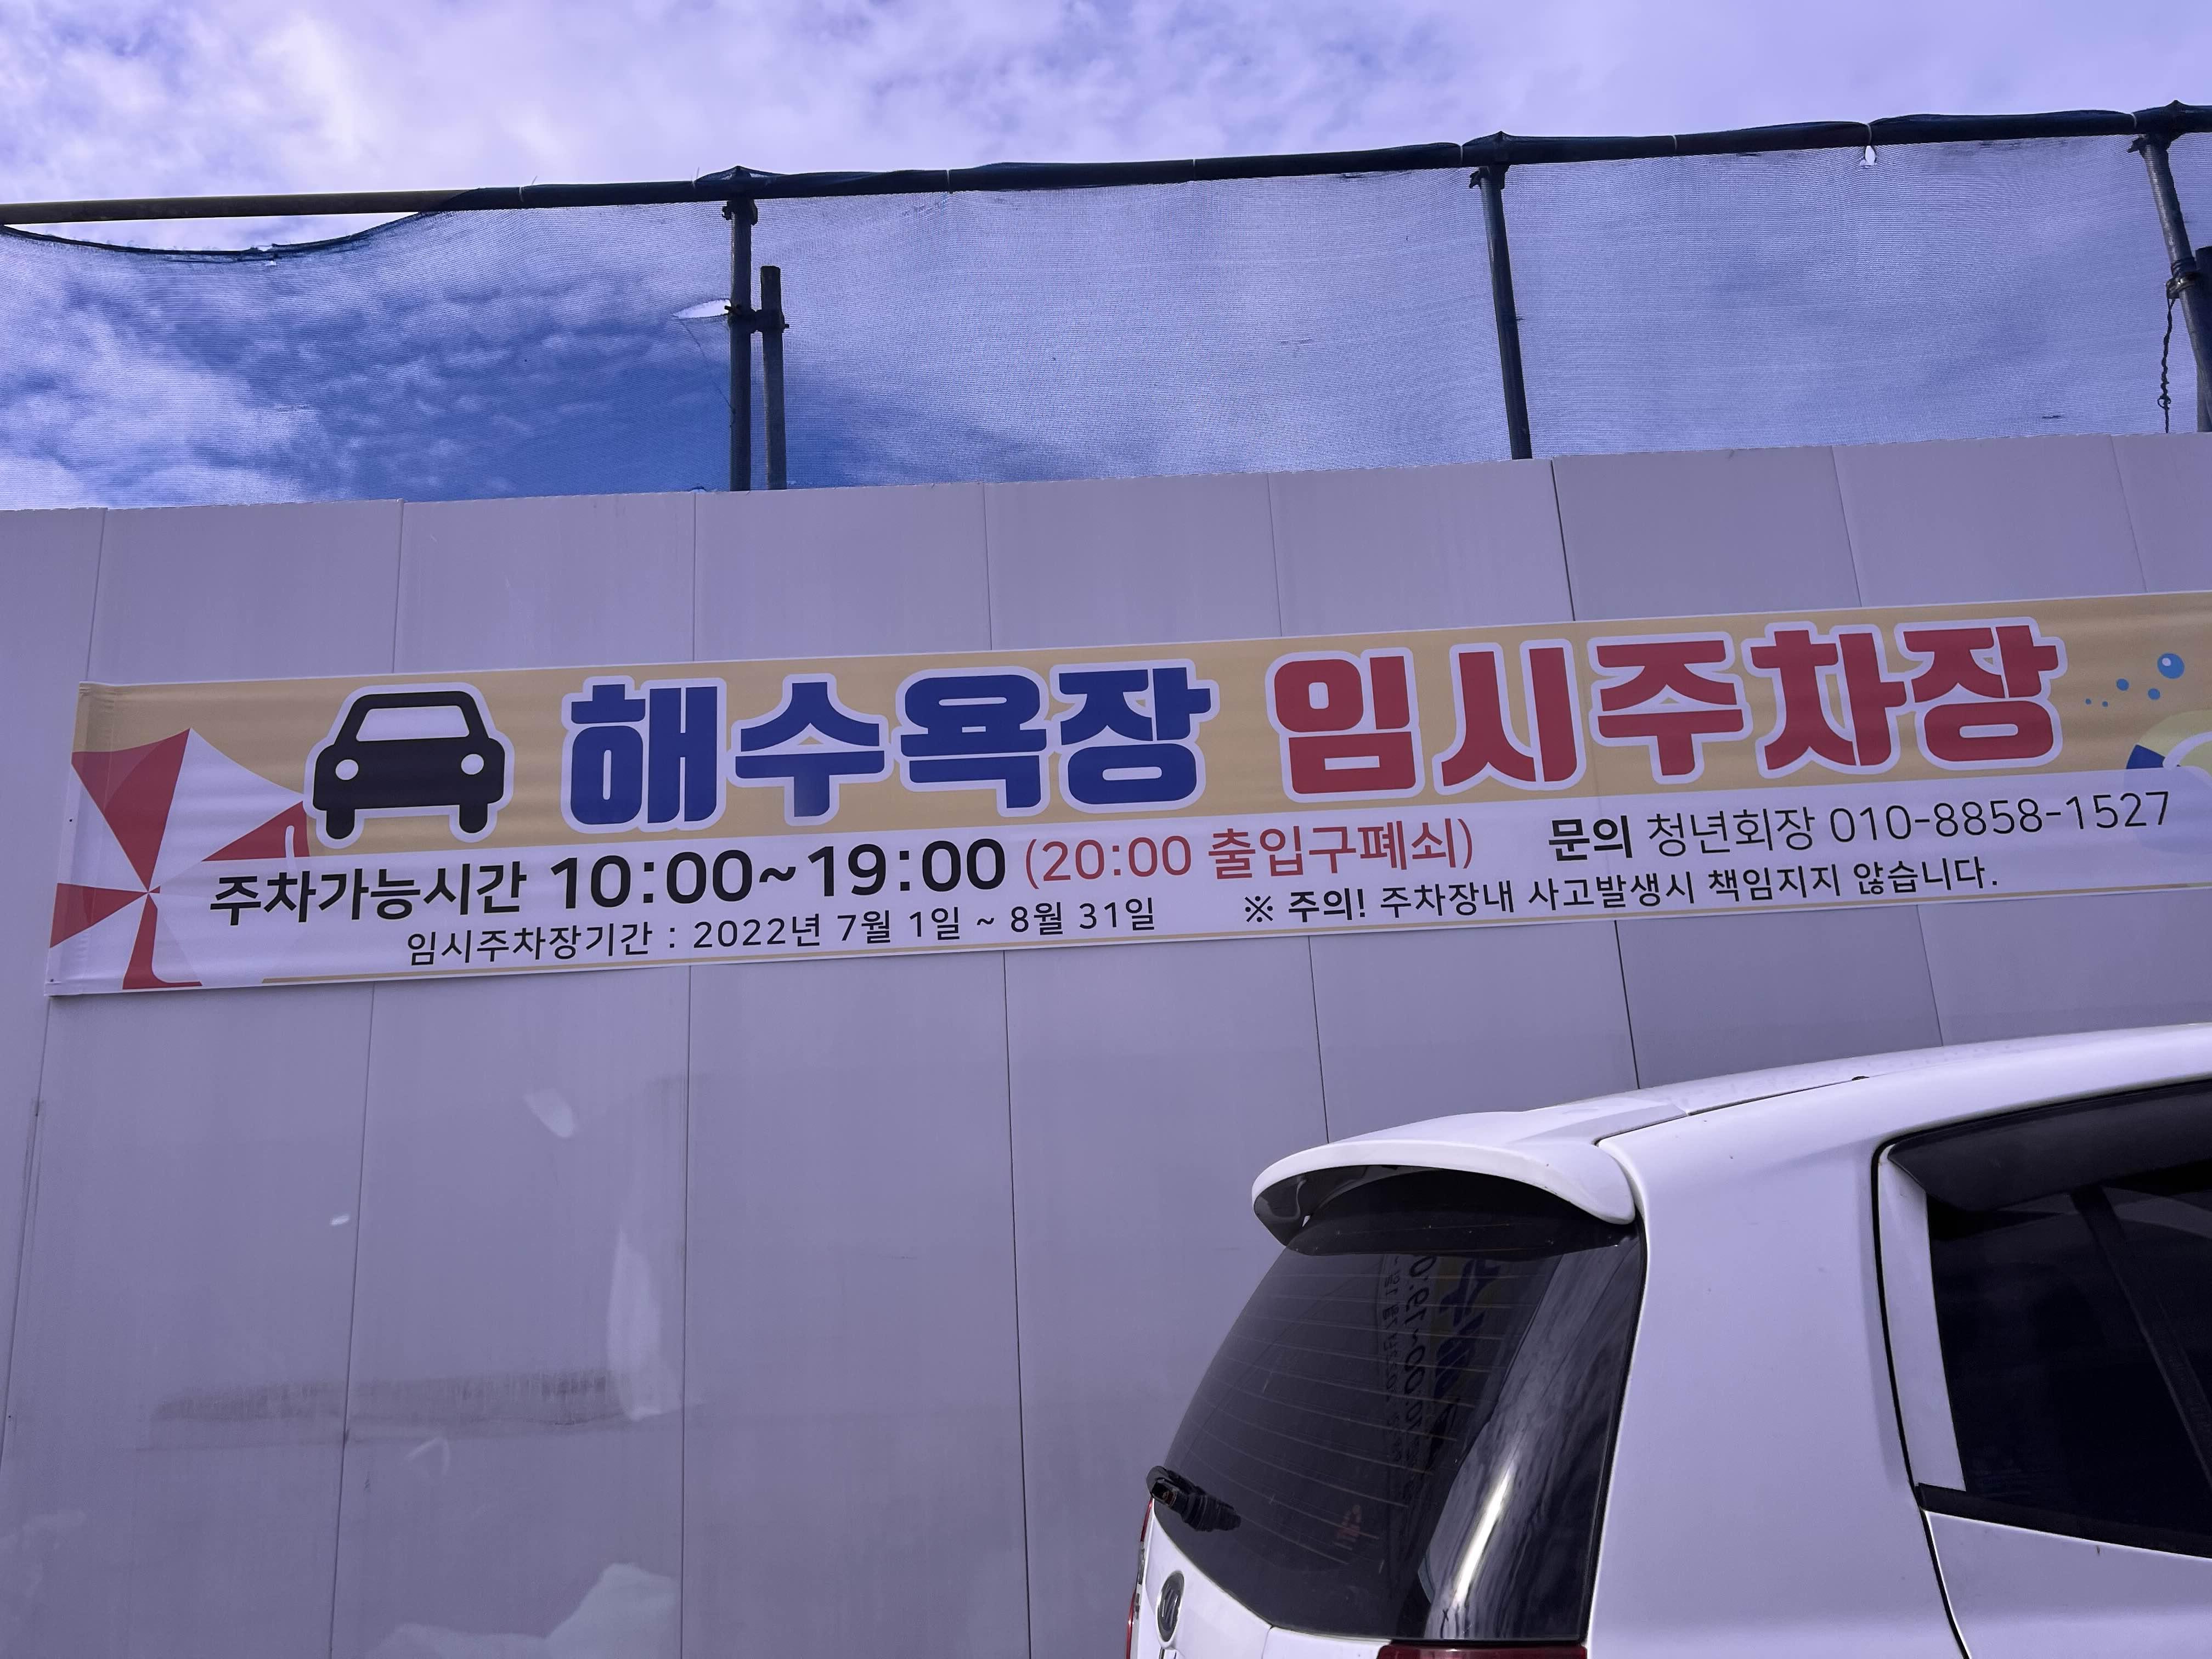 해수욕장 임시주차장
주차가능시간 10:00~19:00 (20:00 출입구폐쇠)
문의 청년회장 010-8858-1527
임시주차장기간 : 2022년 7월 1일 ~ 8월 31일
※ 주의! 주차장내 사고발생시 책임지지 않습니다.